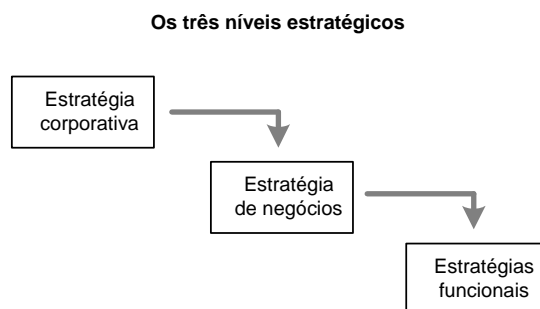 Os três níveis estratégicos
Estratégia
corporativa
Estratégia
de negócios
Estratégias
funcionais